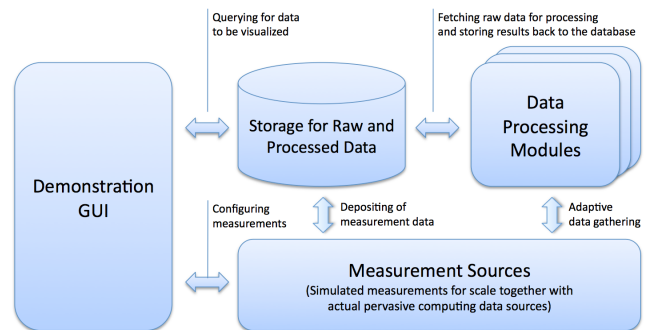 Querying for data
to be visualized
Fetching raw data for processing
and storing results back to the database
Storage for Raw and
Processed Data
Data
Processing
Modules
Demonstration
GUI
Configuring
measurements
Depositing of
measurement data
Adaptive
data gathering
Measurement Sources
(Simulated measurements for scale together with
actual pervasive computing data sources)